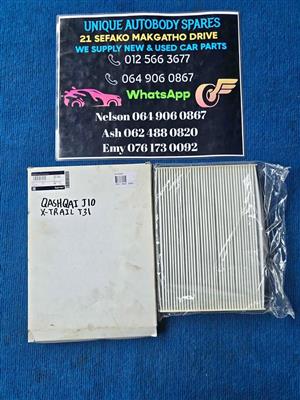 UNIQUE AUTOBODY SPARES
21 SEFAKO MAKGATHO DRIVE
WE SUPPLY NEW & USED CAR PARTS
012 566 3677
064 906 0867
WhatsApp
Nelson 064 906 0867
Ash 062 488 0820
Emy 076 173 0092
QASHQAI J10
X-TRAIL T31